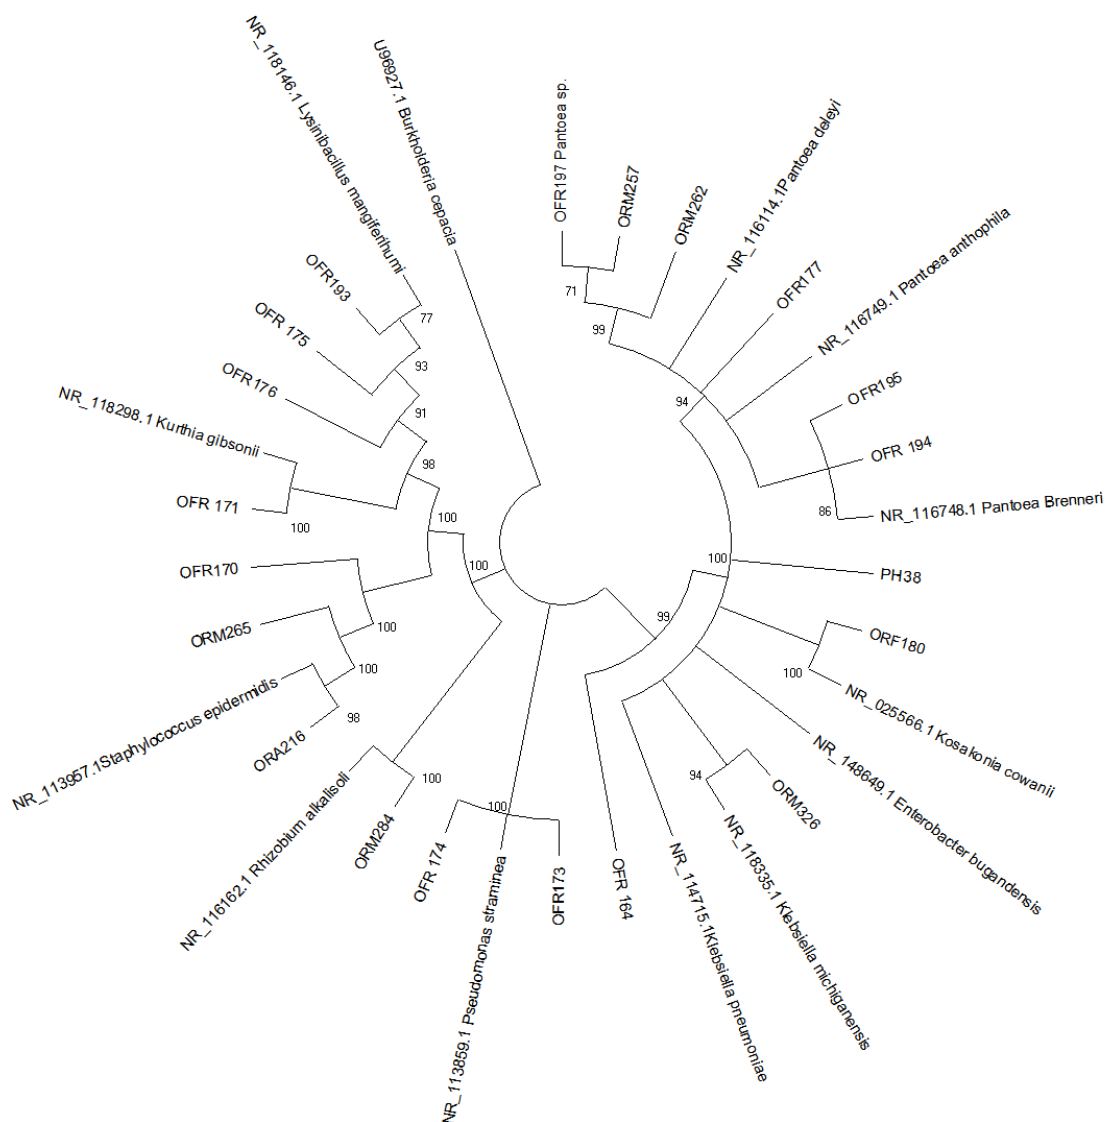 U96927.1 Burkholderia cepacia
NR_118146.1 Lysinibacillus mangiferihumi
OFR193
OFR 175
OFR176
NR_118298.1 Kurthia gibsonii
OFR 171
OFR170
ORM265
NR_113957.1Staphylococcus epidermidis
ORA216
NR_116162.1 Rhizobium alkalisoli
ORM284
OFR 174
NR_113859.1 Pseudomonas straminea
OFR173
OFR 164
NR_114715.1Klebsiella pneumoniae
NR_118335.1 Klebsiella michiganensis
ORM326
NR_148649.1 Enterobacter bugandensis
NR_025566.1 Kosakonia cowanii
ORF180
PH38
NR_116748.1 Pantoea Brenneri
OFR 194
OFR195
NR_116749.1 Pantoea anthophila
OFR177
NR_116114.1Pantoea deleyi
ORM262
ORM257
OFR197 Pantoea sp.
77
93
91
98
100
100
100
100
100
98
100
100
99
94
100
100
86
94
99
71